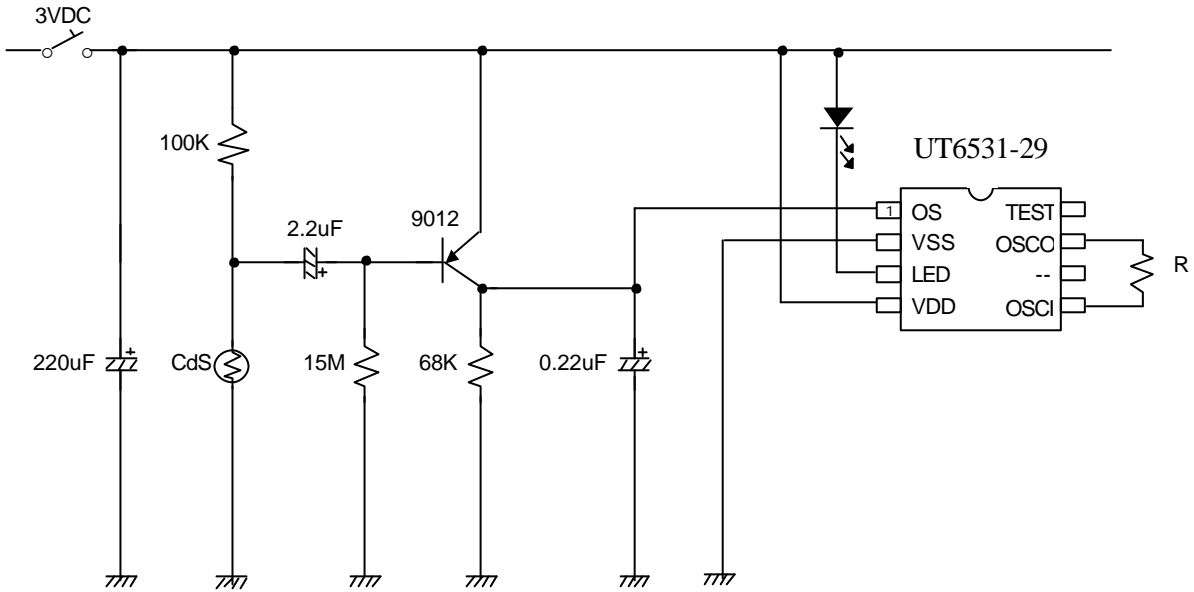 3VDC
100K
UT6531-29
9012
2.2uF
1 OS TEST
VSS OSCO
LED --
VDD OSCI
R
+
220uF
+
CdS
15M
68K
0.22uF
+